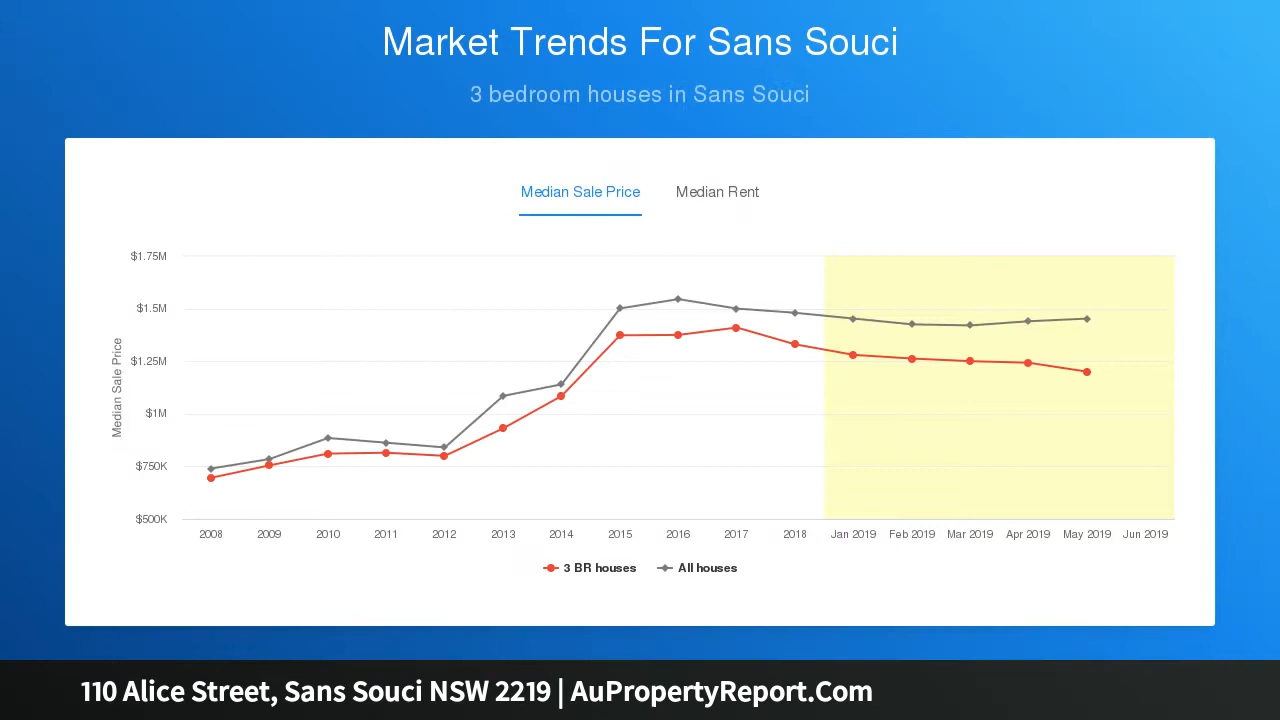 Market Trends For Sans Souci
3 bedroom houses in Sans Souci
Median Sale Price Median Rent
Median Sale Price
$1.75M
$1.5M
$1.25M
$1M
$750K
$500K
2008 2009 2010 2011 2012 2013 2014 2015 2016 2017 2018 Jan 2019 Feb 2019 Mar 2019 Apr 2019 May 2019 Jun 2019
3 BR houses All houses
110 Alice Street, Sans Souci NSW 2219 | AuPropertyReport.Com